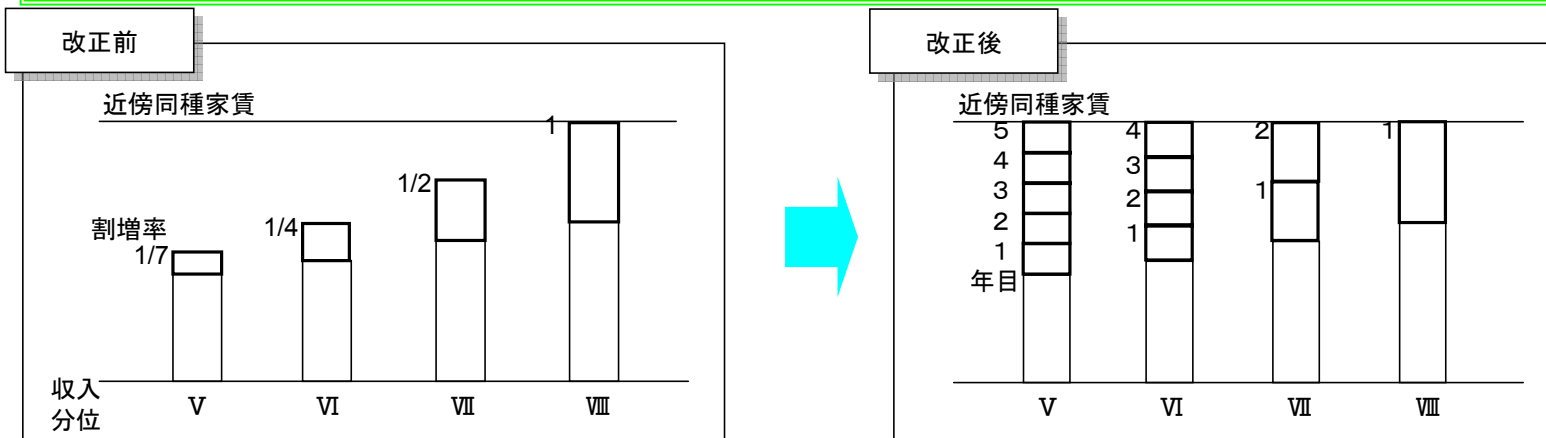 改正前
近傍同種家賃
1
1/2
1/4
割増率
1/7
収入
分位
Ⅴ Ⅵ Ⅶ Ⅷ
改正後
近傍同種家賃
5 4 2 1
4 3
3 2 1
2 1
1
年目
Ⅴ Ⅵ Ⅶ Ⅷ